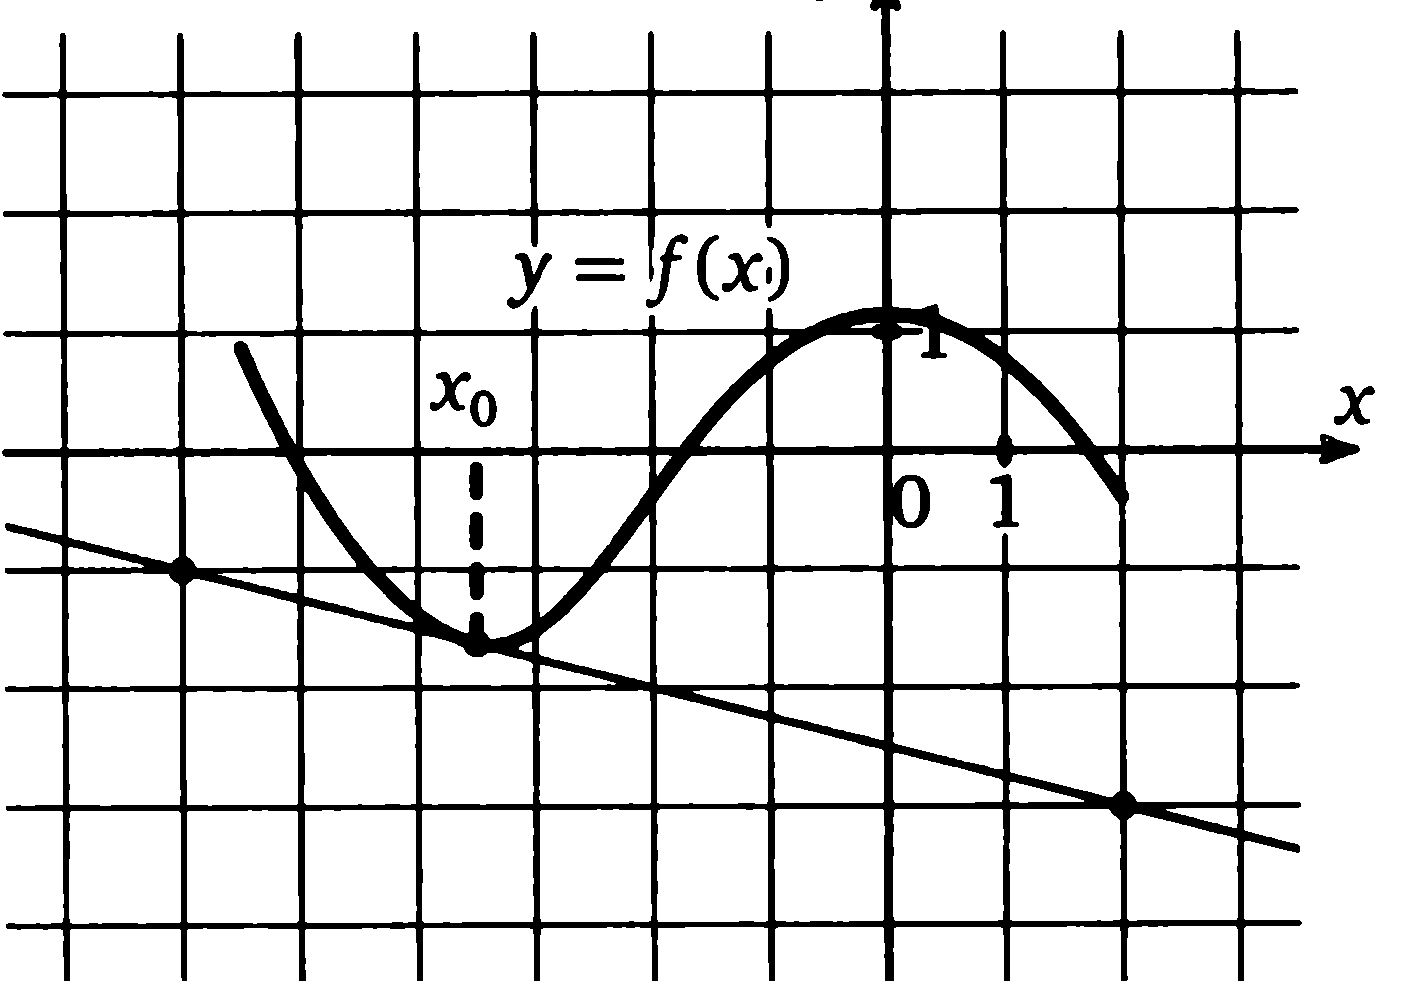 y = f(x)
1
x₀
x
0 1